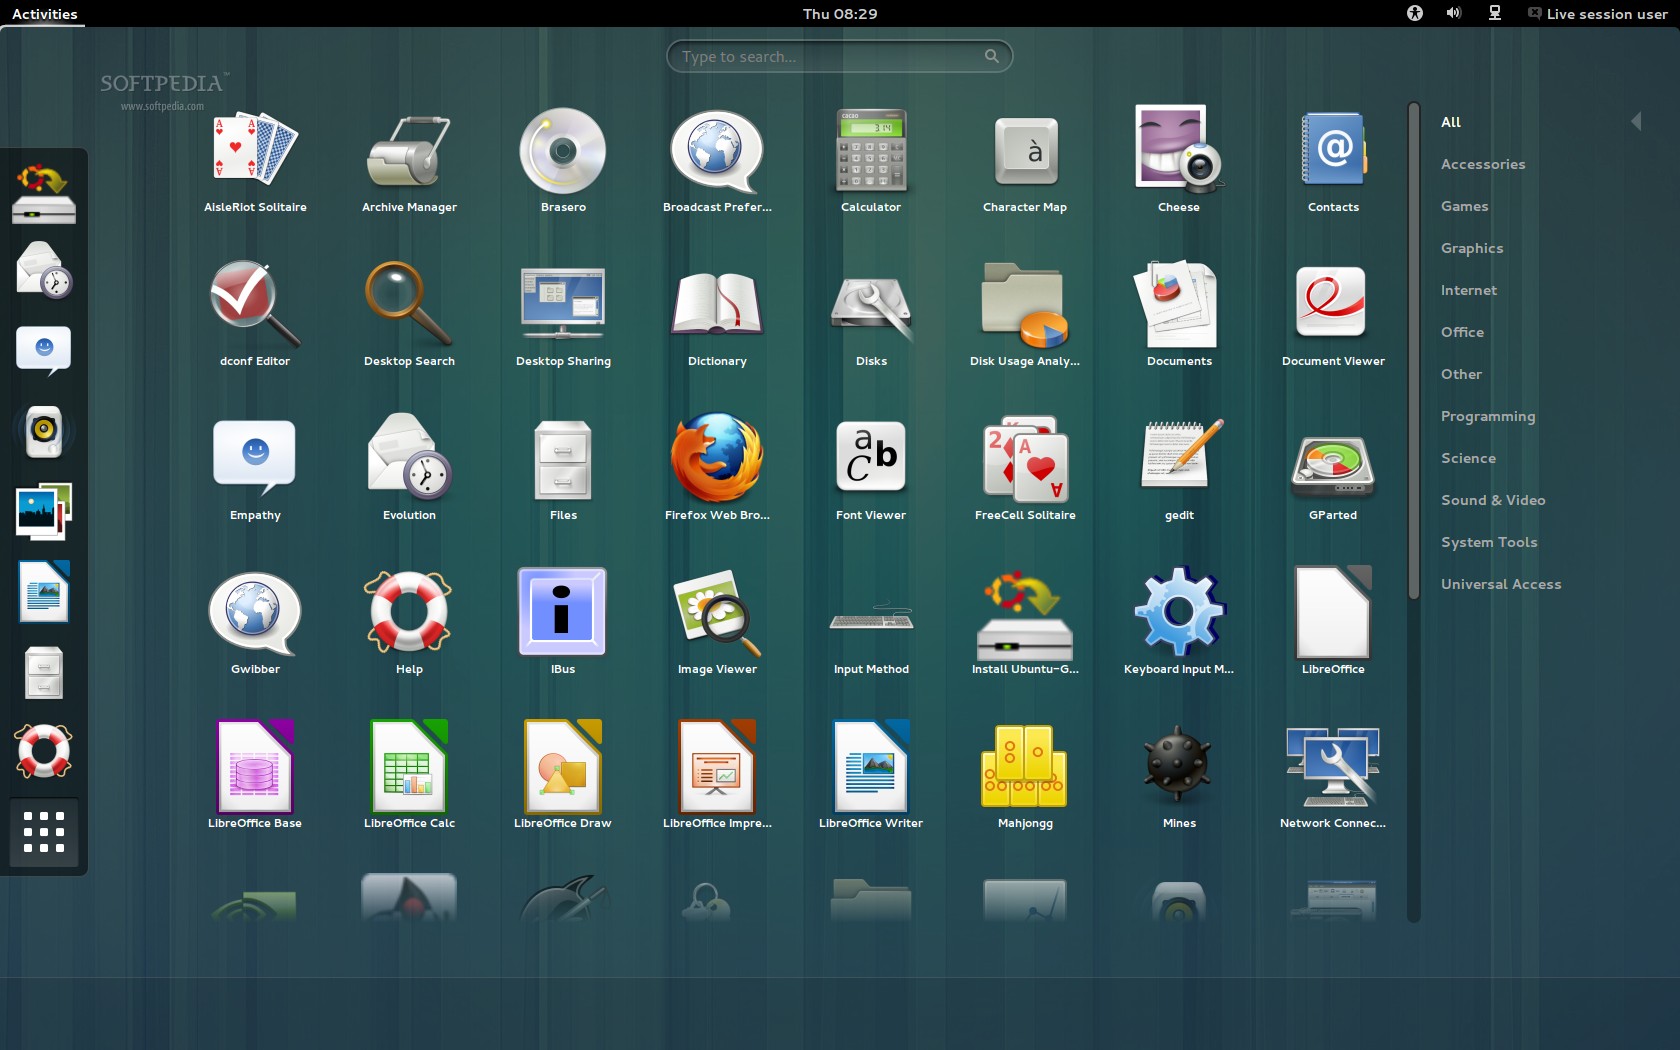 Activities
Thu 08:29
Live session user
Type to search...
SOFTPEDIA™
www.softpedia.com
AisleRiot Solitaire
Archive Manager
Brasero
Broadcast Prefer...
Calculator
Character Map
Cheese
Contacts
dconf Editor
Desktop Search
Desktop Sharing
Dictionary
Disks
Disk Usage Analy...
Documents
Document Viewer
Empathy
Evolution
Files
Firefox Web Bro...
Font Viewer
FreeCell Solitaire
gedit
GParted
Gwibber
Help
IBus
Image Viewer
Input Method
Install Ubuntu-G...
Keyboard Input M...
LibreOffice
LibreOffice Base
LibreOffice Calc
LibreOffice Draw
LibreOffice Impre...
LibreOffice Writer
Mahjongg
Mines
Network Connec...
All
Accessories
Games
Graphics
Internet
Office
Other
Programming
Science
Sound & Video
System Tools
Universal Access